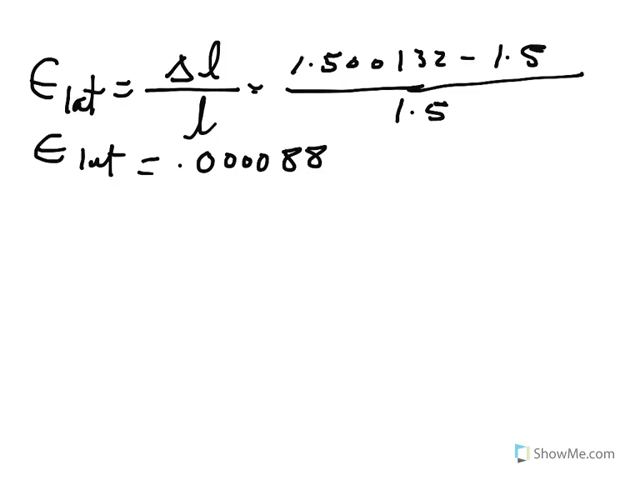 ϵ_lat = Δl / l = (1.500132 - 1.5) / 1.5
ϵ_lat = .000088
ShowMe.com